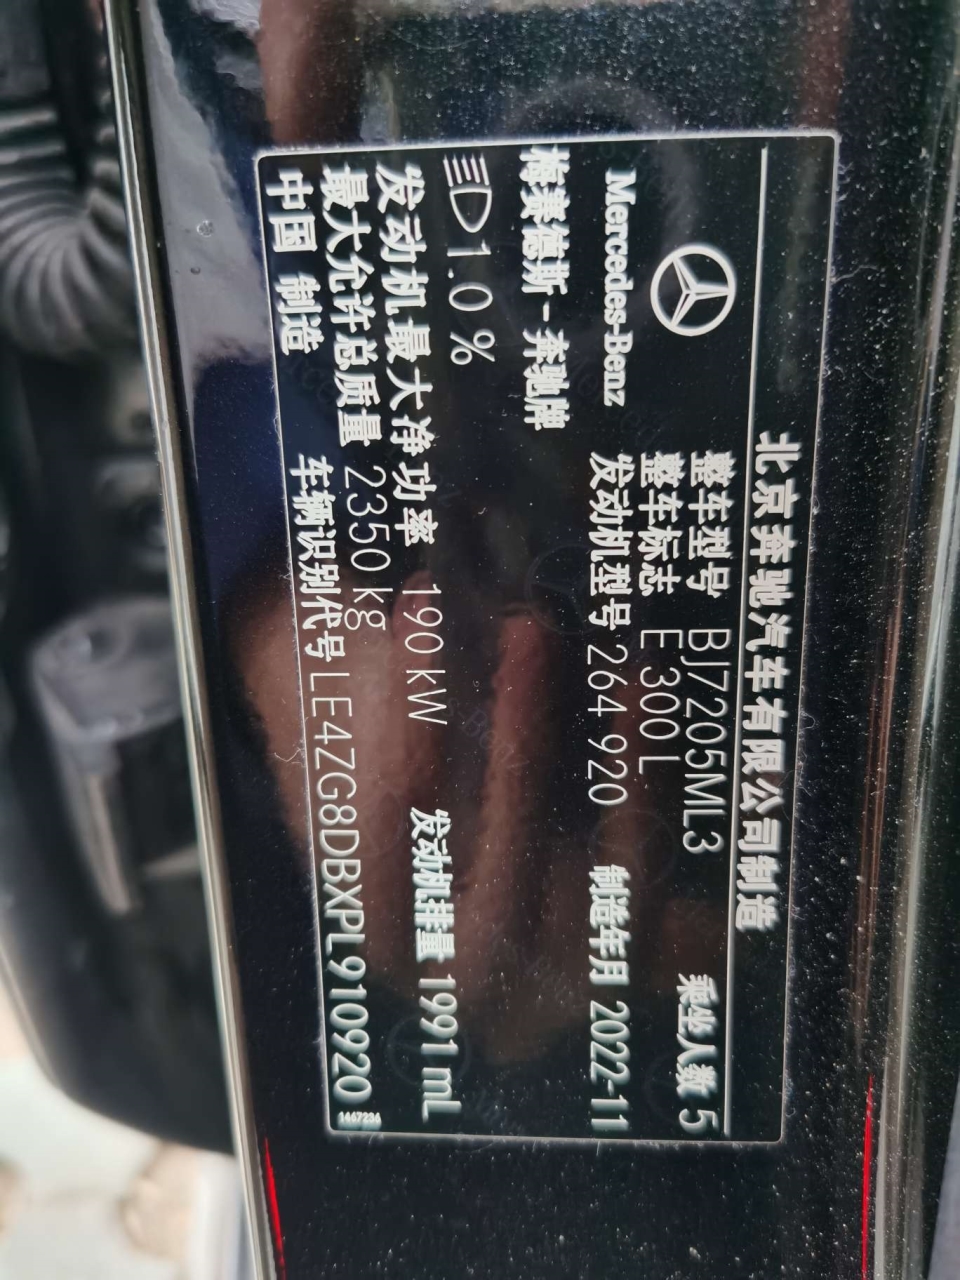 北京奔驰汽车有限公司制造
整车型号 BJ7205ML3 乘坐人数 5
整车标志 E 300 L
Mercedes-Benz 发动机型号 264 920 制造年月 2022-11
梅赛德斯-奔驰牌
1.0%
发动机最大净功率 190 kW 发动机排量 1991 mL
最大允许总质量 2350 kg
中国 制造 车辆识别代号 LE4ZG8DBXPL910920
1467236